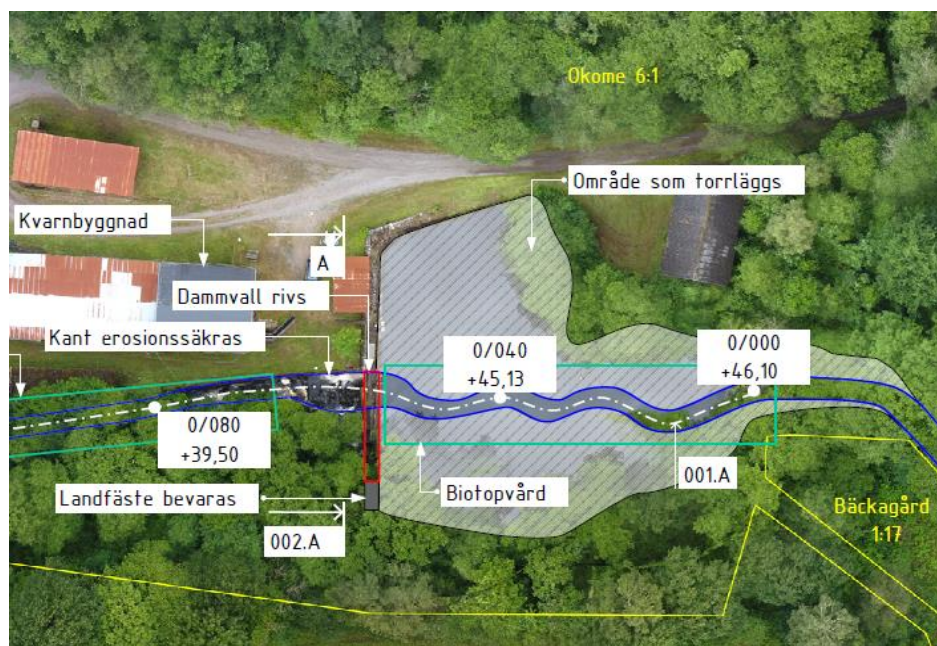 Okome 6:1
Område som torrläggs
Kvarnbyggnad
A
Dammvall rivs
Kant erosionssäkras
0/040
+45,13
0/000
+46,10
0/080
+39,50
Landfäste bevaras
Biotopvård
001.A
002.A
Bäckagård
1:17